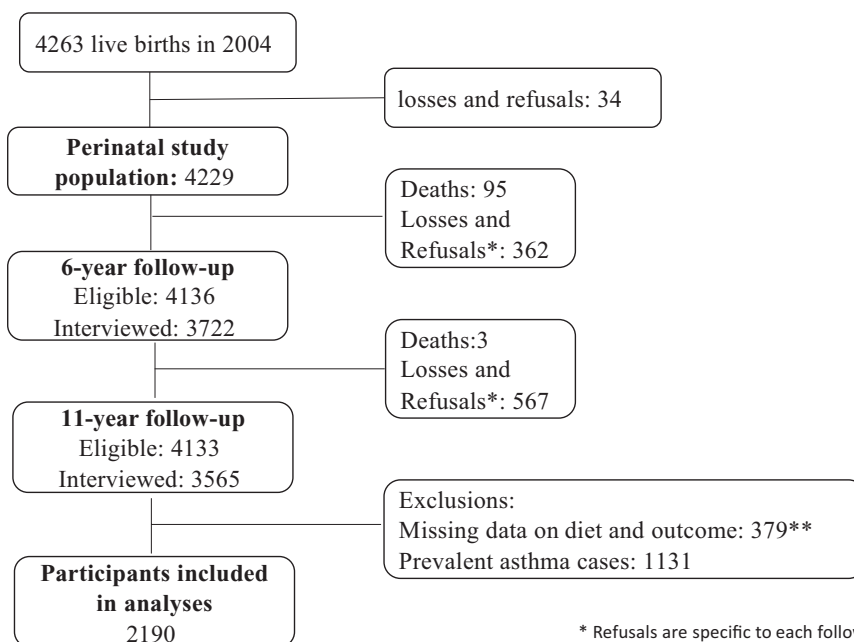 4263 live births in 2004
losses and refusals: 34
Perinatal study
population: 4229
Deaths: 95
Losses and
Refusals*: 362
6-year follow-up
Eligible: 4136
Interviewed: 3722
Deaths:3
Losses and
Refusals*: 567
11-year follow-up
Eligible: 4133
Interviewed: 3565
Exclusions:
Missing data on diet and outcome: 379**
Prevalent asthma cases: 1131
Participants included
in analyses
2190
* Refusals are specific to each follow